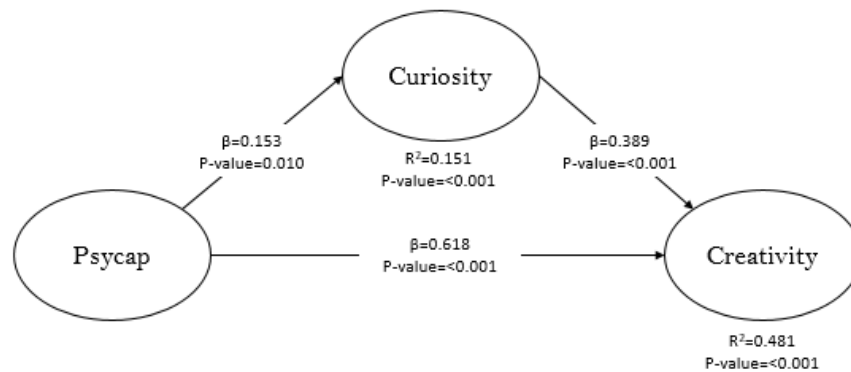 Curiosity
β=0.153
P-value=0.010
β=0.389
P-value=<0.001
R²=0.151
P-value=<0.001
Psycap
β=0.618
P-value=<0.001
Creativity
R²=0.481
P-value=<0.001